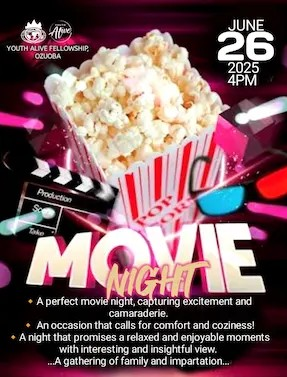 Alive
YOUTH ALIVE FELLOWSHIP,
OZUOBA
JUNE
26
2025
4PM
Production
MOVIE
NIGHT
A perfect movie night, capturing excitement and
camaraderie.
An occasion that calls for comfort and coziness!
A night that promises a relaxed and enjoyable moments
with interesting and insightful view.
...A gathering of family and impartation...